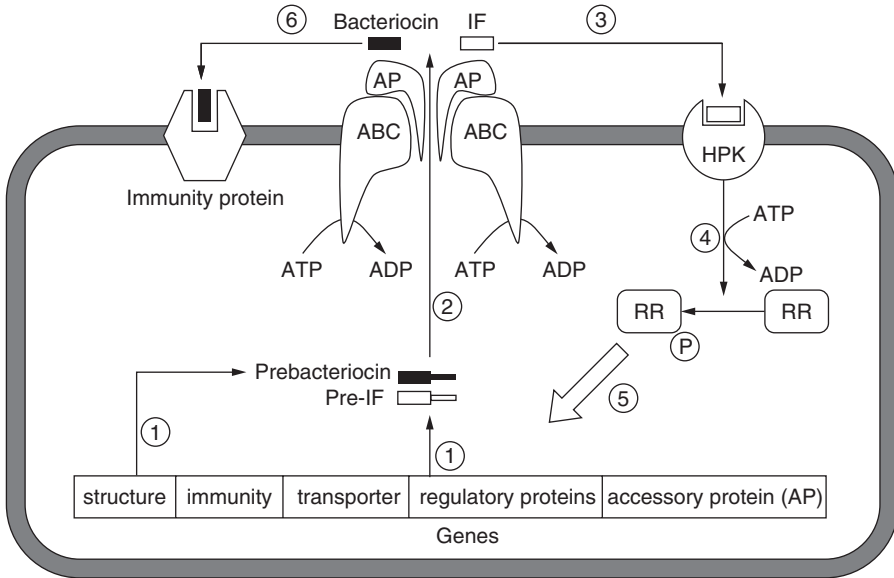 ⑥ Bacteriocin IF ③
AP AP
ABC ABC
HPK
Immunity protein
④ ATP
ATP ADP ATP ADP
ADP
②
RR RR
P
Prebacteriocin
Pre-IF
⑤
① ①
structure immunity transporter regulatory proteins accessory protein (AP)
Genes